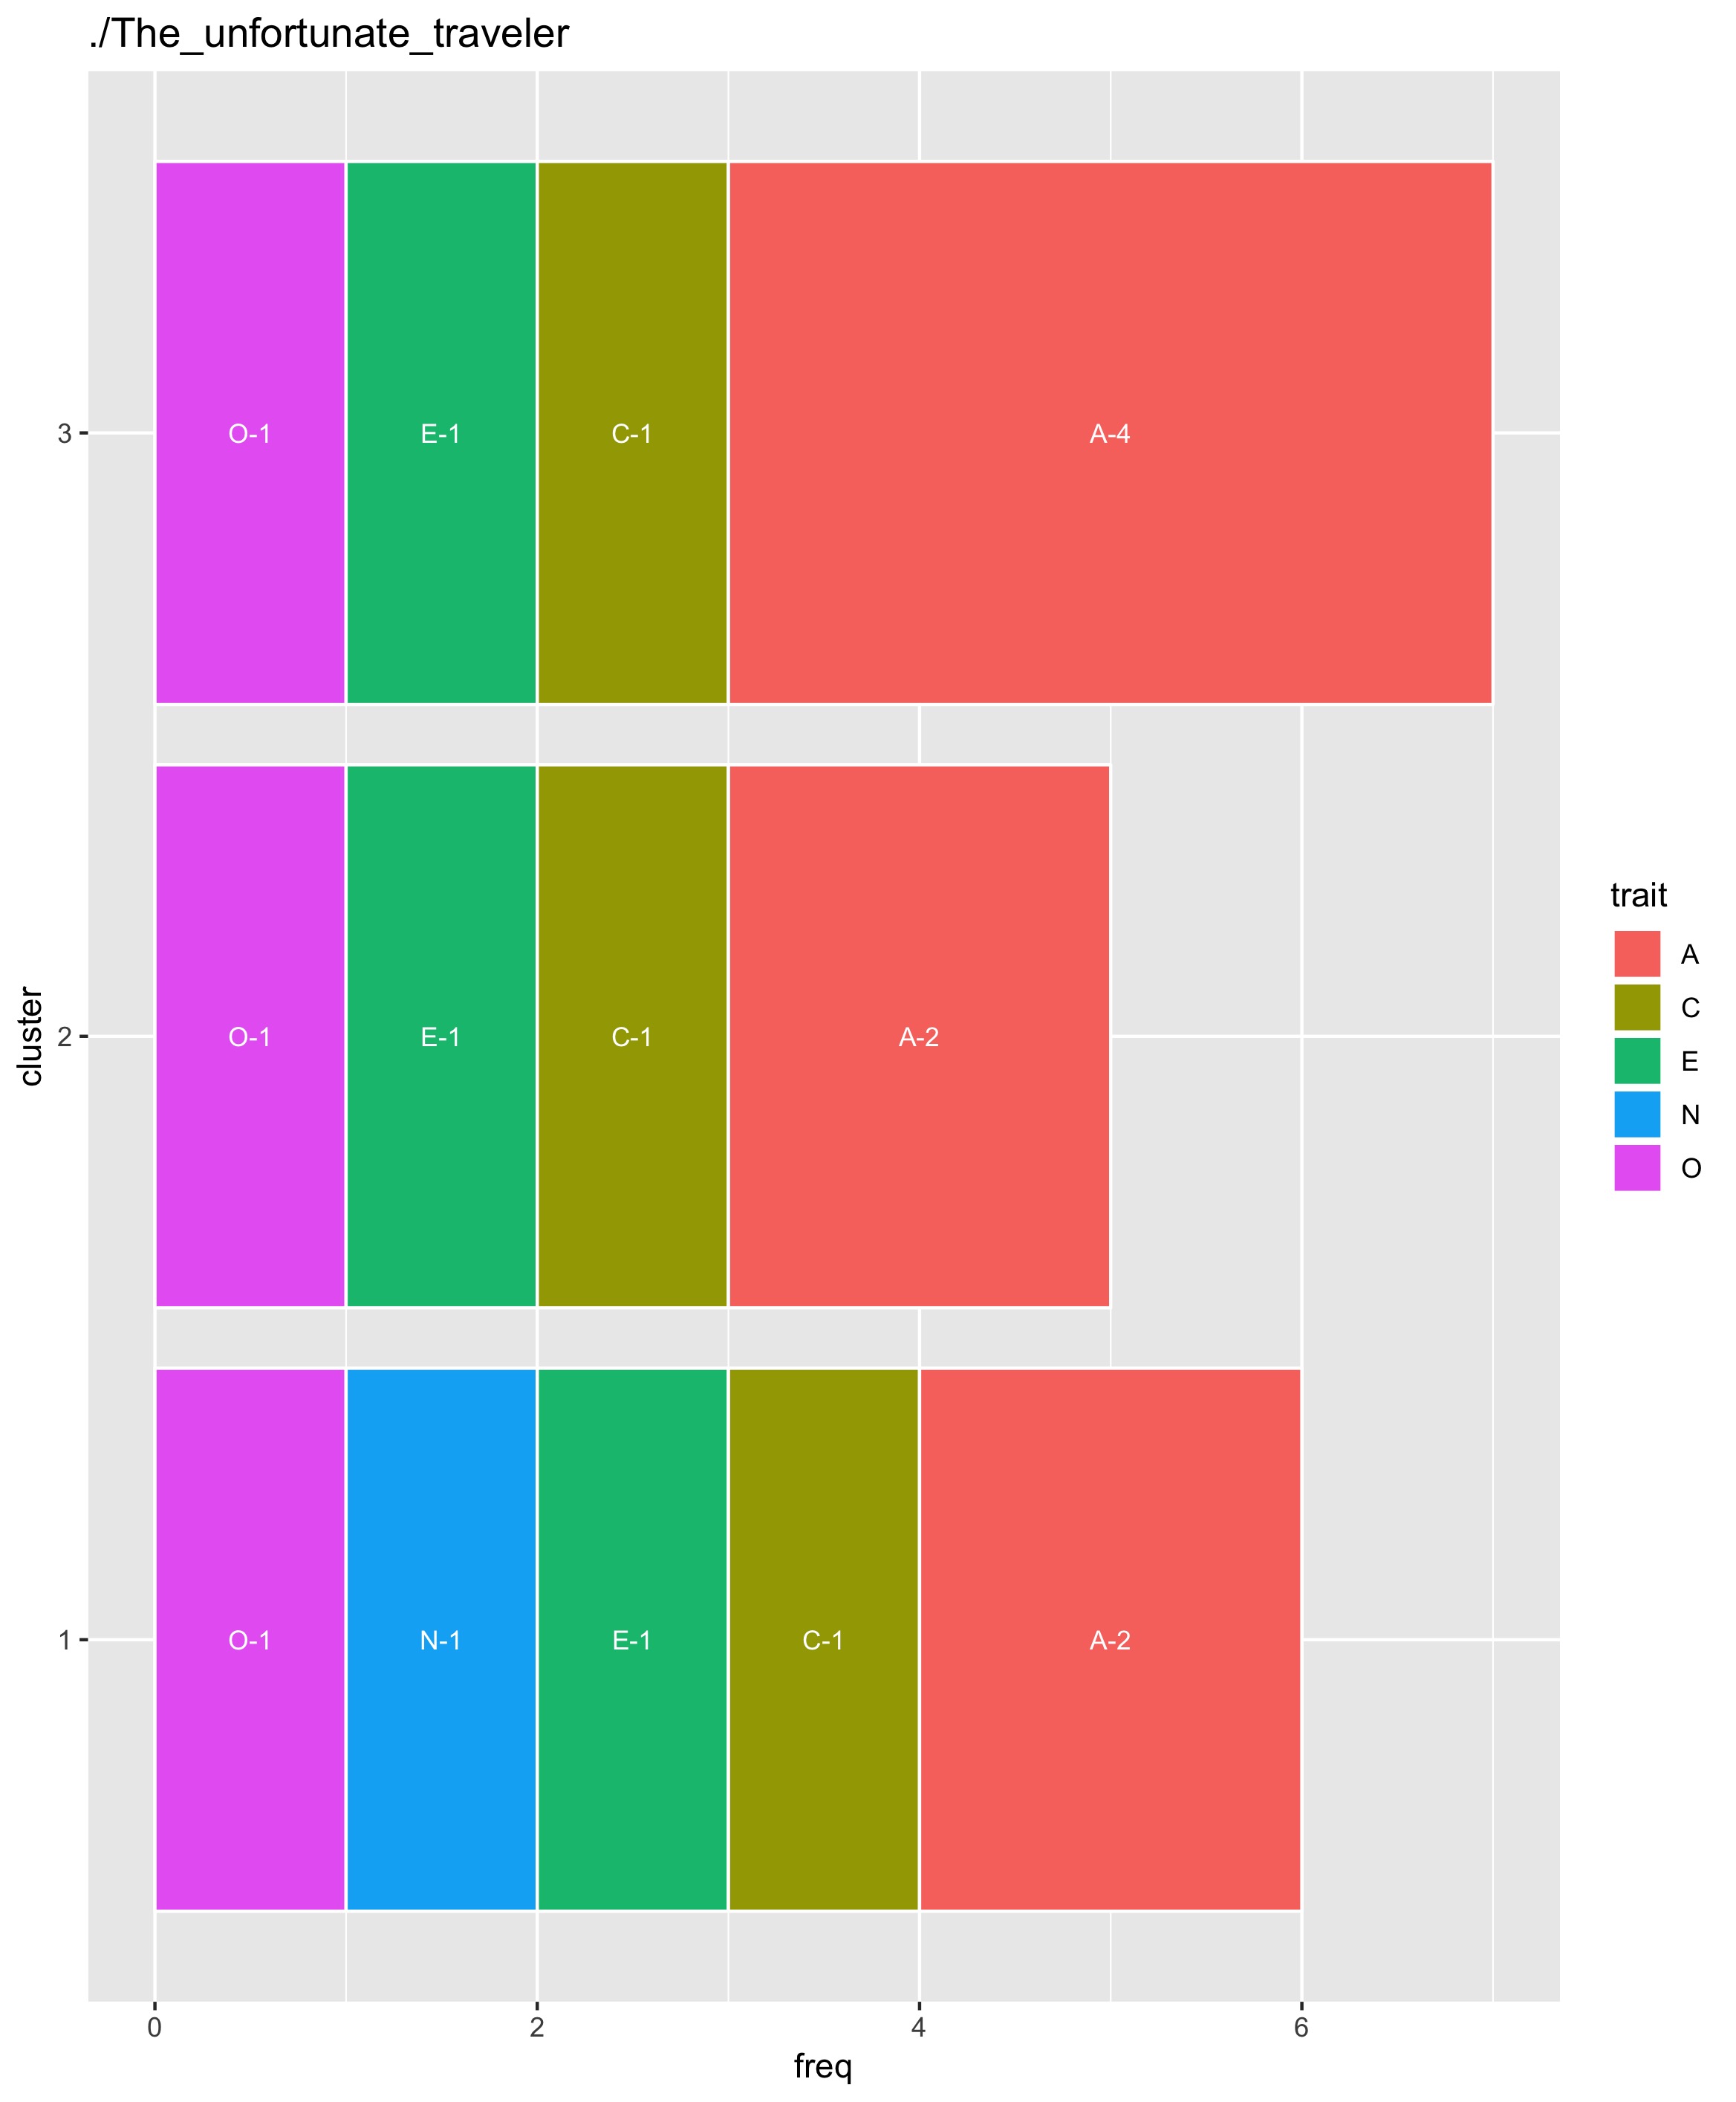 ./The_unfortunate_traveler
3
O-1
E-1
C-1
A-4
2
O-1
E-1
C-1
A-2
1
O-1
N-1
E-1
C-1
A-2
cluster
0
2
4
6
freq
trait
A
C
E
N
O